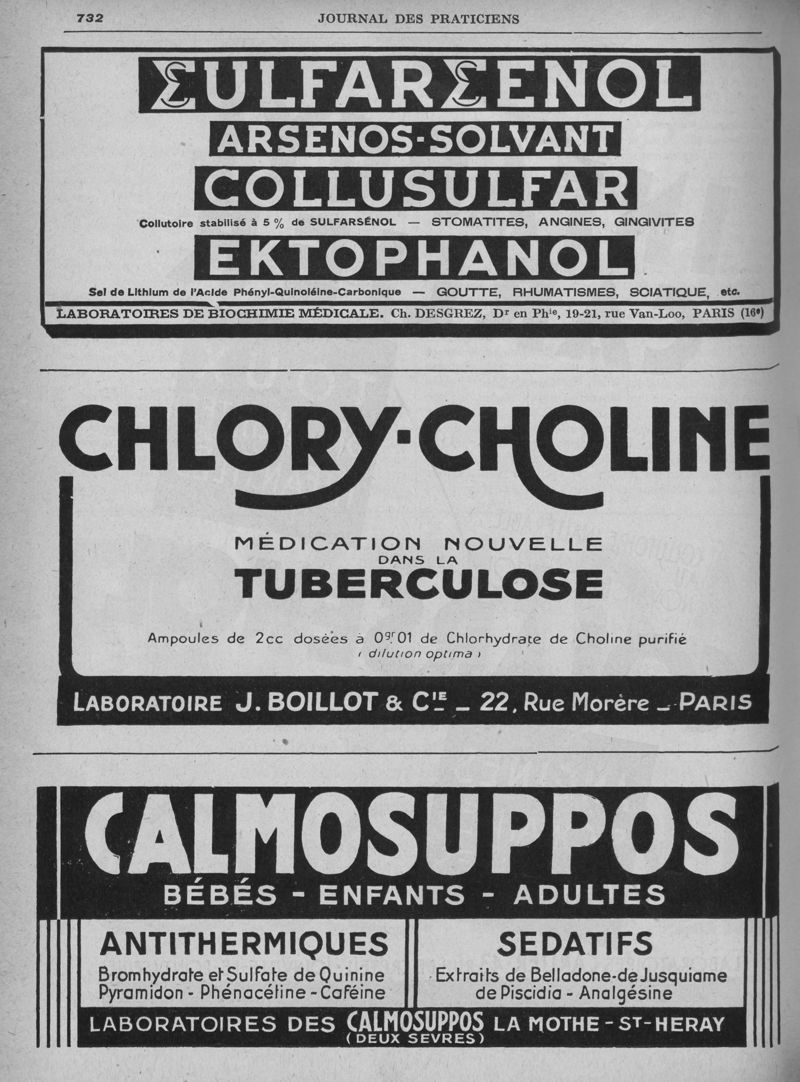 732
JOURNAL DES PRATICIENS
SULFARSENOL
ARSENOS-SOLVANT
COLLUSULFAR
Collutoire stabilisé à 5 % de SULFARSÉNOL — STOMATITES, ANGINES, GINGIVITES
EKTOPHANOL
Sel de Lithium de l'Acide Phényl-Quinoléine-Carbonique — GOUTTE, RHUMATISMES, SCIATIQUE, etc.
LABORATOIRES DE BIOCHIMIE MÉDICALE. Ch. DESGREZ, Dr en Phie, 19-21, rue Van-Loo, PARIS (16e)
CHLORY-CHOLINE
MÉDICATION NOUVELLE
DANS LA
TUBERCULOSE
Ampoules de 2cc dosées à 0gr01 de Chlorhydrate de Choline purifié
(dilution optima)
LABORATOIRE J. BOILLOT & CIE _ 22, Rue Morère _ PARIS
CALMOSUPPOS
BÉBÉS - ENFANTS - ADULTES
ANTITHERMIQUES
Bromhydrate et Sulfate de Quinine
Pyramidon - Phénacétine - Caféine
SEDATIFS
Extraits de Belladone-de Jusquiame
de Piscidia - Analgésine
LABORATOIRES DES CALMOSUPPOS LA MOTHE - ST-HERAY
(DEUX SEVRES)